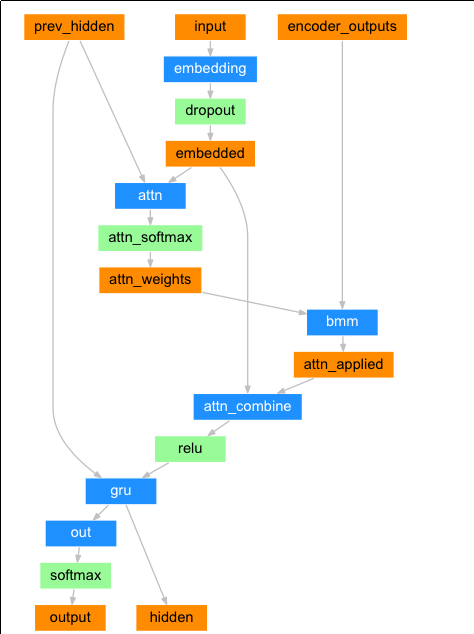 prev_hidden
input
encoder_outputs
embedding
dropout
embedded
attn
attn_softmax
attn_weights
bmm
attn_applied
attn_combine
relu
gru
out
softmax
output
hidden